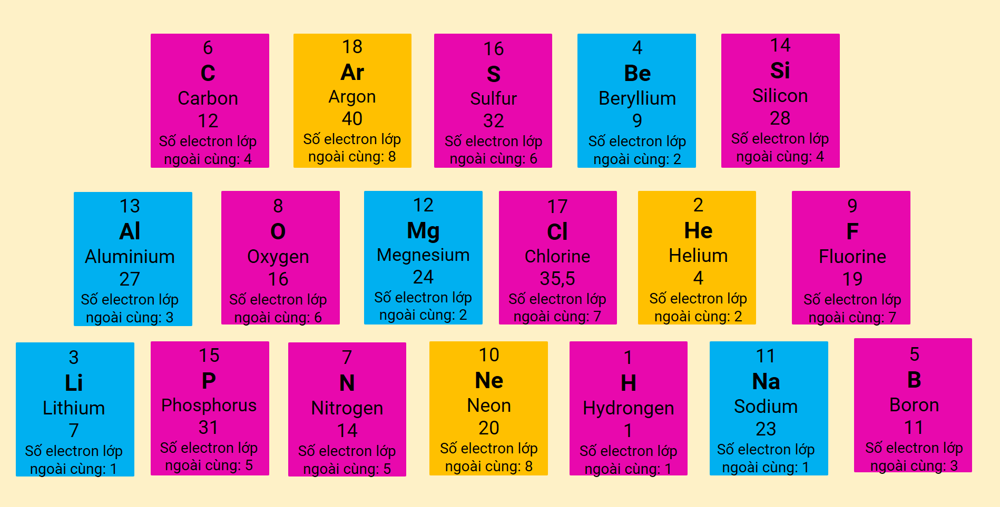 6
C
Carbon
12
Số electron lớp
ngoài cùng: 4
18
Ar
Argon
40
Số electron lớp
ngoài cùng: 8
16
S
Sulfur
32
Số electron lớp
ngoài cùng: 6
4
Be
Beryllium
9
Số electron lớp
ngoài cùng: 2
14
Si
Silicon
28
Số electron lớp
ngoài cùng: 4
13
Al
Aluminium
27
Số electron lớp
ngoài cùng: 3
8
O
Oxygen
16
Số electron lớp
ngoài cùng: 6
12
Mg
Megnesium
24
Số electron lớp
ngoài cùng: 2
17
Cl
Chlorine
35,5
Số electron lớp
ngoài cùng: 7
2
He
Helium
4
Số electron lớp
ngoài cùng: 2
9
F
Fluorine
19
Số electron lớp
ngoài cùng: 7
3
Li
Lithium
7
Số electron lớp
ngoài cùng: 1
15
P
Phosphorus
31
Số electron lớp
ngoài cùng: 5
7
N
Nitrogen
14
Số electron lớp
ngoài cùng: 5
10
Ne
Neon
20
Số electron lớp
ngoài cùng: 8
1
H
Hydrongen
1
Số electron lớp
ngoài cùng: 1
11
Na
Sodium
23
Số electron lớp
ngoài cùng: 1
5
B
Boron
11
Số electron lớp
ngoài cùng: 3